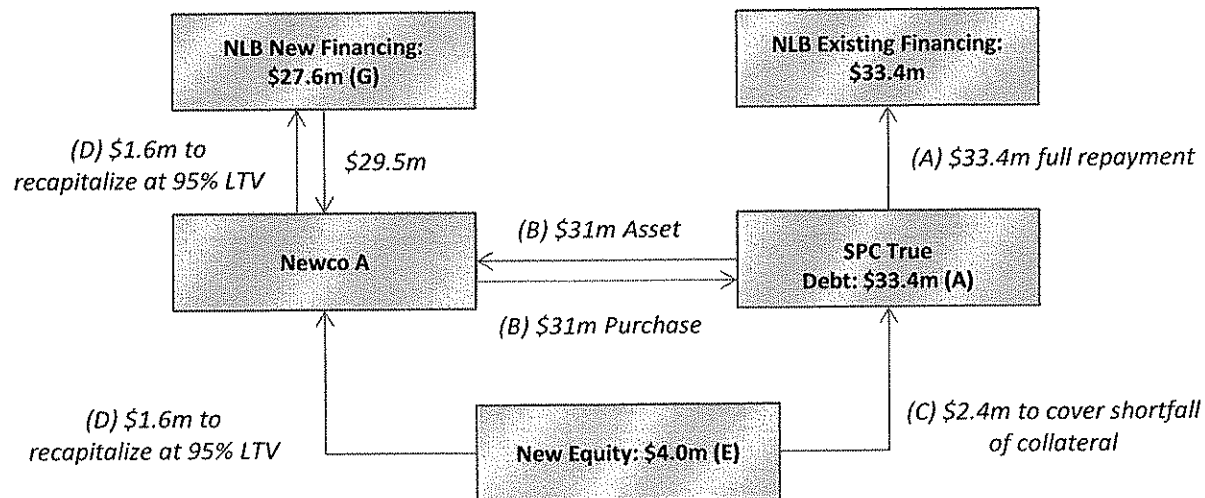 NLB New Financing:
$27.6m (G)
NLB Existing Financing:
$33.4m
(D) $1.6m to
recapitalize at 95% LTV
$29.5m
(A) $33.4m full repayment
Newco A
(B) $31m Asset
SPC True
Debt: $33.4m (A)
(B) $31m Purchase
(D) $1.6m to
recapitalize at 95% LTV
New Equity: $4.0m (E)
(C) $2.4m to cover shortfall
of collateral